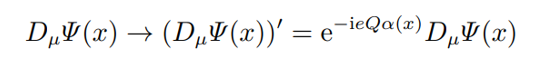 D_μΨ(x) → (D_μΨ(x))′ = e^{−ieQα(x)} D_μΨ(x)